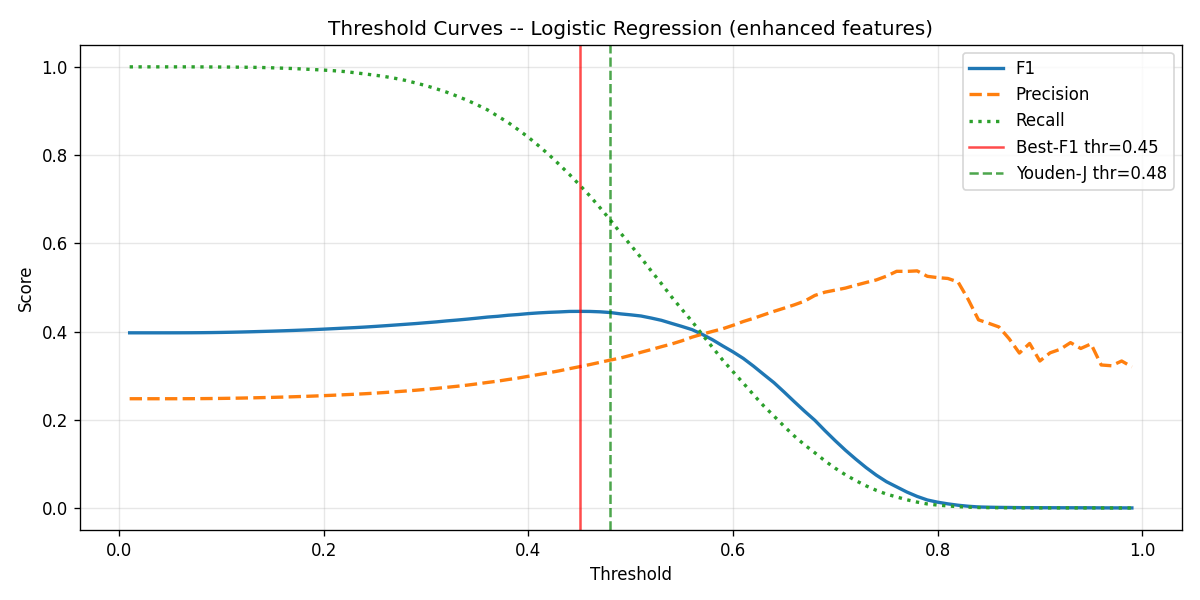 Threshold Curves -- Logistic Regression (enhanced features)
F1
Precision
Recall
Best-F1 thr=0.45
Youden-J thr=0.48
Score
1.0
0.8
0.6
0.4
0.2
0.0
0.0 0.2 0.4 0.6 0.8 1.0
Threshold